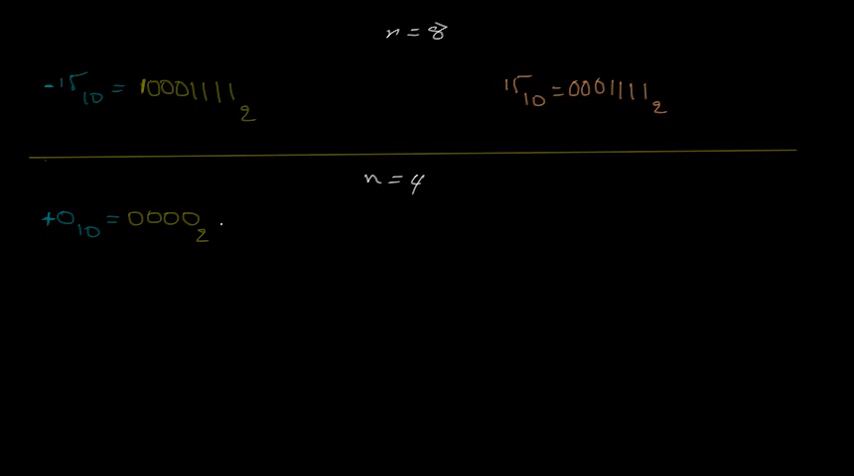 n = 8
-15₁₀ = 10001111₂
15₁₀ = 0001111₂
n = 4
+0₁₀ = 0000₂